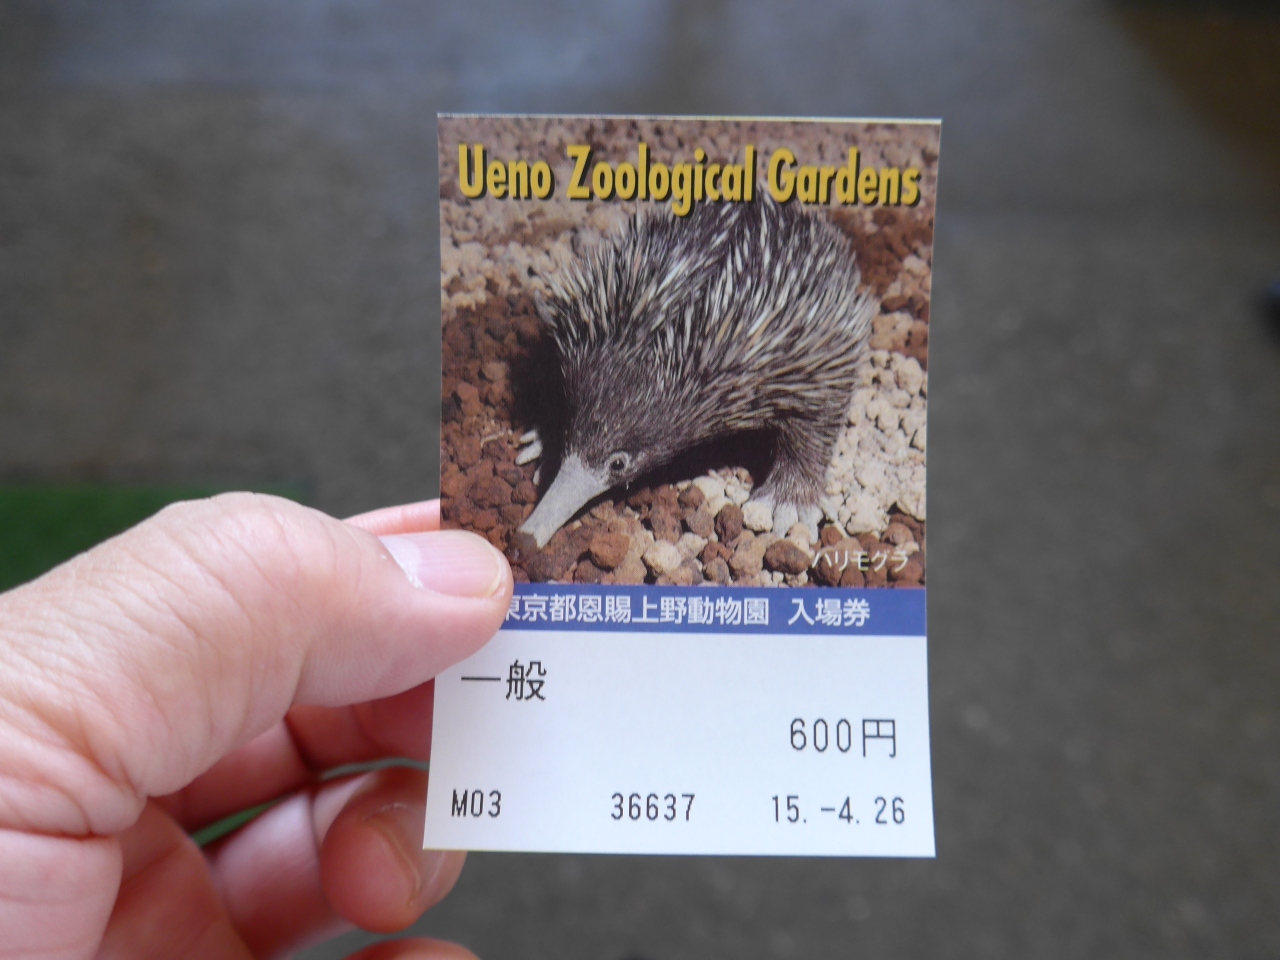 Ueno Zoological Gardens
ハリモグラ
東京都恩賜上野動物園 入場券
一般
600円
M03 36637 15.-4.26